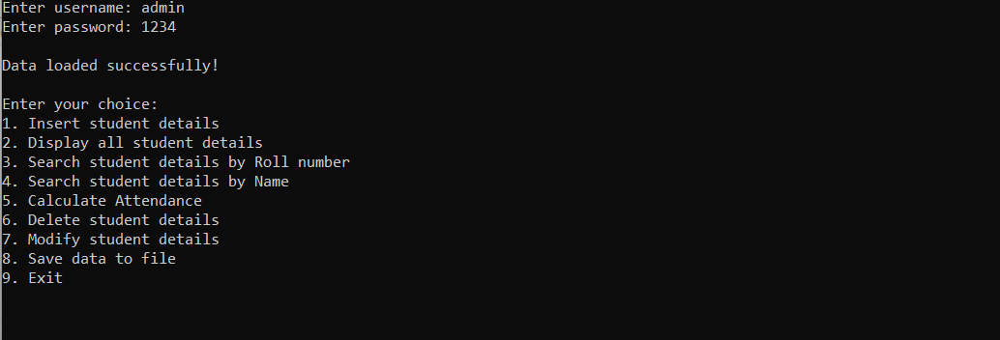 Enter username: admin
Enter password: 1234
Data loaded successfully!
Enter your choice:
1. Insert student details
2. Display all student details
3. Search student details by Roll number
4. Search student details by Name
5. Calculate Attendance
6. Delete student details
7. Modify student details
8. Save data to file
9. Exit